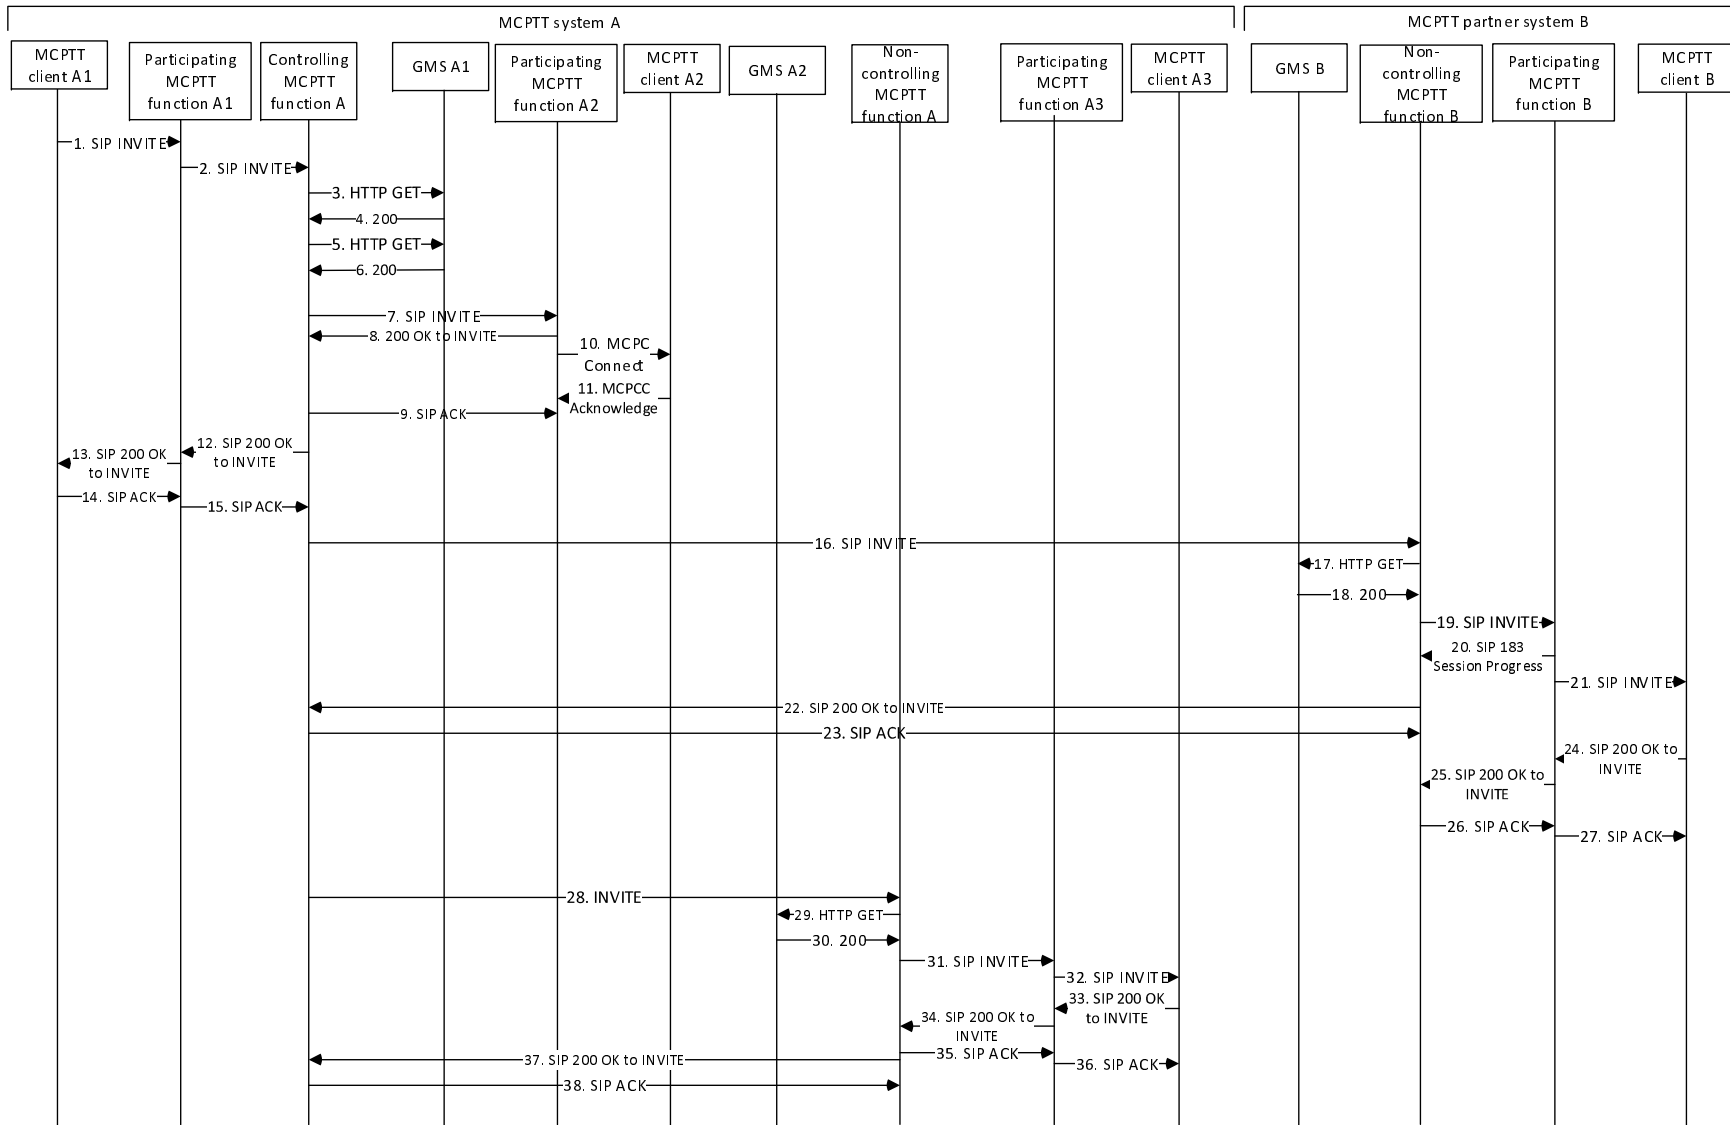 MCPTT system A
MCPTT partner system B
MCPTT
client A1
Participating
MCPTT
function A1
Controlling
MCPTT
function A
GMS A1
Participating
MCPTT
function A2
MCPTT
client A2
GMS A2
Non-
controlling
MCPTT
function A
Participating
MCPTT
function A3
MCPTT
client A3
GMS B
Non-
controlling
MCPTT
function B
Participating
MCPTT
function B
MCPTT
client B
1. SIP INVITE
2. SIP INVITE
3. HTTP GET
4. 200
5. HTTP GET
6. 200
7. SIP INVITE
8. 200 OK to INVITE
10. MCPC
Connect
11. MCPCC
Acknowledge
9. SIP ACK
12. SIP 200 OK
to INVITE
13. SIP 200 OK
to INVITE
14. SIP ACK
15. SIP ACK
16. SIP INVITE
17. HTTP GET
18. 200
19. SIP INVITE
20. SIP 183
Session Progress
21. SIP INVITE
22. SIP 200 OK to INVITE
23. SIP ACK
24. SIP 200 OK to
INVITE
25. SIP 200 OK to
INVITE
26. SIP ACK
27. SIP ACK
28. INVITE
29. HTTP GET
30. 200
31. SIP INVITE
32. SIP INVITE
33. SIP 200 OK
to INVITE
34. SIP 200 OK to
INVITE
35. SIP ACK
36. SIP ACK
37. SIP 200 OK to INVITE
38. SIP ACK